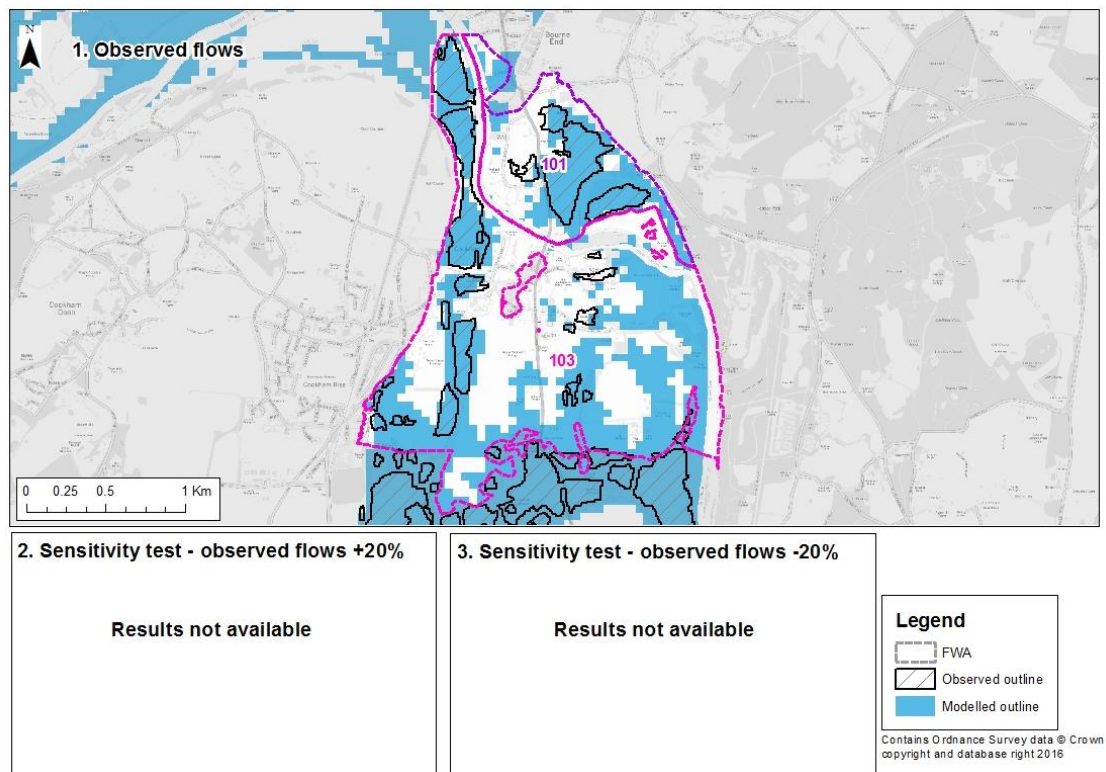 N
1. Observed flows
Bourne
End
101
Cookham
Dean
Cookham Rise
103
0 0.25 0.5 1 Km
2. Sensitivity test - observed flows +20%
Results not available
3. Sensitivity test - observed flows -20%
Results not available
Legend
FWA
Observed outline
Modelled outline
Contains Ordnance Survey data © Crown
copyright and database right 2016